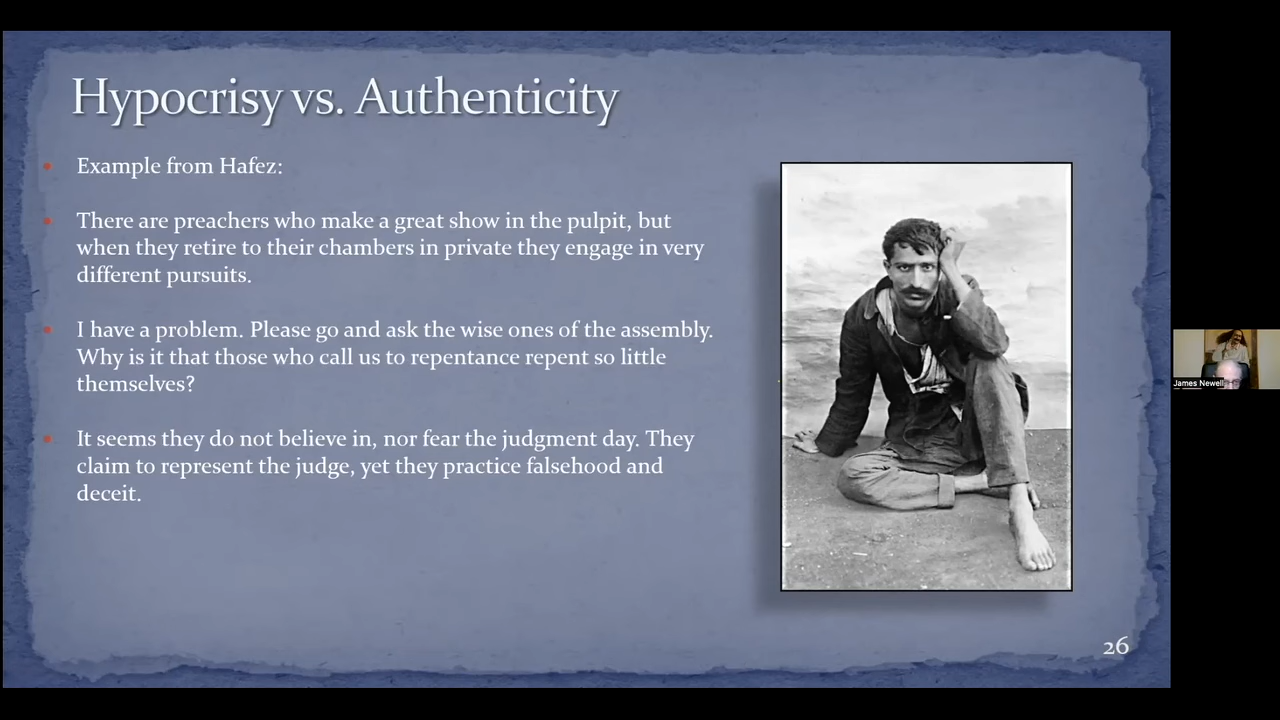 Hypocrisy vs. Authenticity
Example from Hafez:
There are preachers who make a great show in the pulpit, but
when they retire to their chambers in private they engage in very
different pursuits.
I have a problem. Please go and ask the wise ones of the assembly.
Why is it that those who call us to repentance repent so little
themselves?
It seems they do not believe in, nor fear the judgment day. They
claim to represent the judge, yet they practice falsehood and
deceit.
26
James Newell